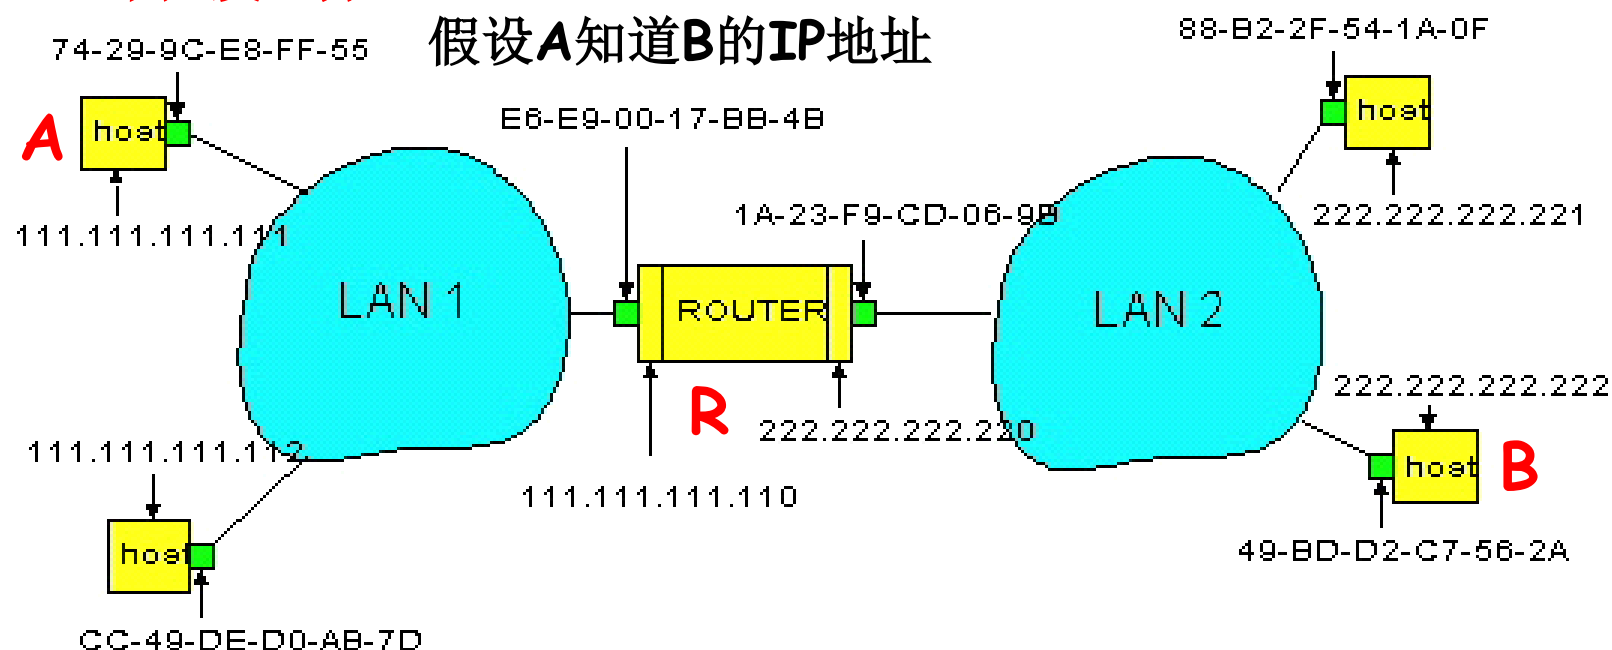 假设A知道B的IP地址
74-29-9C-E8-FF-55
88-B2-2F-54-1A-0F
E6-E9-00-17-BB-4B
host
A
host
111.111.111.111
1A-23-F9-CD-06-9B
222.222.222.221
LAN 1
ROUTER
LAN 2
R
222.222.222.222
222.222.222.220
111.111.111.112
host
B
111.111.111.110
host
49-BD-D2-C7-56-2A
CC-49-DE-D0-AB-7D